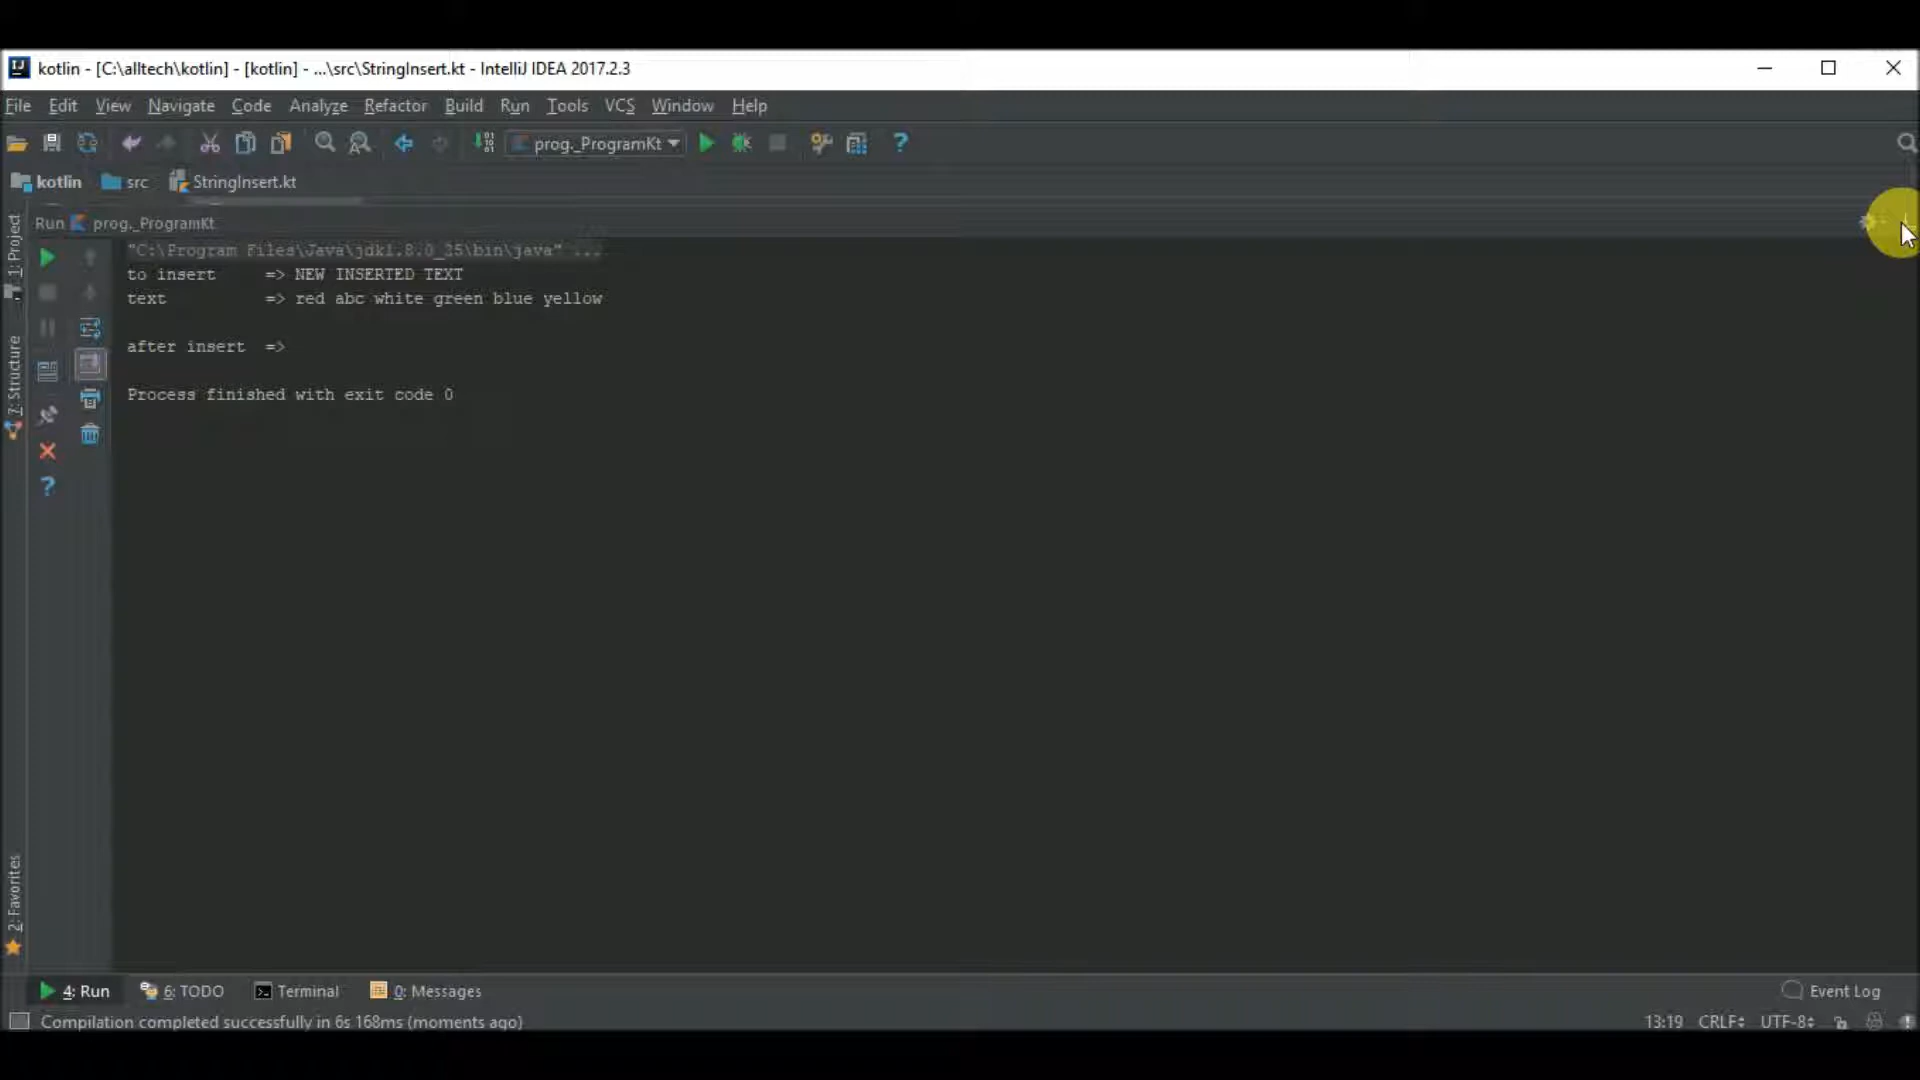 kotlin - [C:\alltech\kotlin] - [kotlin] - ...\src\StringInsert.kt - IntelliJ IDEA 2017.2.3
File Edit View Navigate Code Analyze Refactor Build Run Tools VCS Window Help
prog._ProgramKt
kotlin src StringInsert.kt
Run prog._ProgramKt
"C:\Program Files\Java\jdk1.8.0_25\bin\java" ...
to insert => NEW INSERTED TEXT
text => red abc white green blue yellow
after insert =>
Process finished with exit code 0
1: Project
7: Structure
2: Favorites
4: Run 6: TODO Terminal 0: Messages Event Log
Compilation completed successfully in 6s 168ms (moments ago) 13:19 CRLF UTF-8